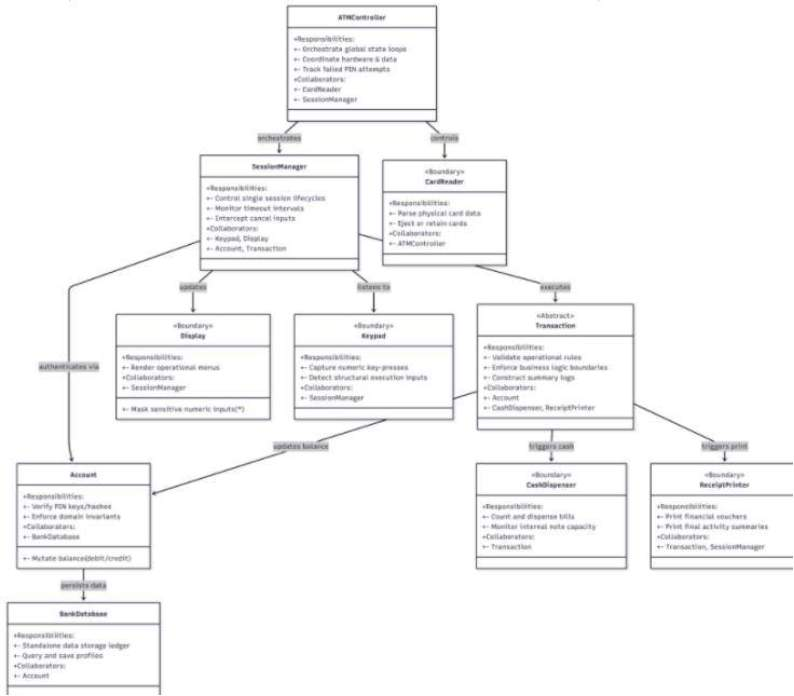 ATMController
+Responsibilities:
+- Orchestrate global state loops
+- Coordinate hardware & data
+- Track failed PIN attempts
+Collaborators:
+- CardReader
+- SessionManager
orchestrates
controls
SessionManager
+Responsibilities:
+- Control single session lifecycles
+- Monitor timeout intervals
+- Intercept cancel inputs
+Collaborators:
+- Keypad, Display
+- Account, Transaction
«Boundary»
CardReader
+Responsibilities:
+- Parse physical card data
+- Eject or retain cards
+Collaborators:
+- ATMController
updates
listens to
executes
«Boundary»
Display
+Responsibilities:
+- Render operational menus
+Collaborators:
+- SessionManager
+- Mask sensitive numeric inputs(*)
«Boundary»
Keypad
+Responsibilities:
+- Capture numeric key-presses
+- Detect structural execution inputs
+Collaborators:
+- SessionManager
«Abstract»
Transaction
+Responsibilities:
+- Validate operational rules
+- Enforce business logic boundaries
+- Construct summary logs
+Collaborators:
+- Account
+- CashDispenser, ReceiptPrinter
authenticates via
updates balance
triggers cash
triggers print
Account
+Responsibilities:
+- Verify PIN keys/hashes
+- Enforce domain invariants
+Collaborators:
+- BankDatabase
+- Mutate balance(debit/credit)
«Boundary»
CashDispenser
+Responsibilities:
+- Count and dispense bills
+- Monitor internal note capacity
+Collaborators:
+- Transaction
«Boundary»
ReceiptPrinter
+Responsibilities:
+- Print financial vouchers
+- Print final activity summaries
+Collaborators:
+- Transaction, SessionManager
persists data
BankDatabase
+Responsibilities:
+- Standalone data storage ledger
+- Query and save profiles
+Collaborators:
+- Account